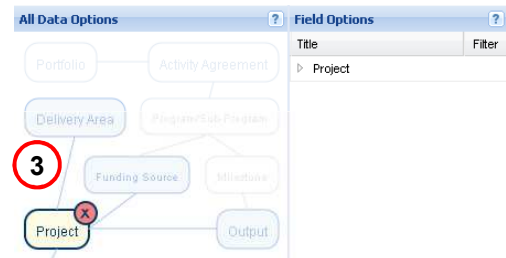 All Data Options ? Field Options ?
Title Filter
Portfolio Activity Agreement
Project
Delivery Area Program/Sub-Program
3
Funding Source Milestone
X
Project Output